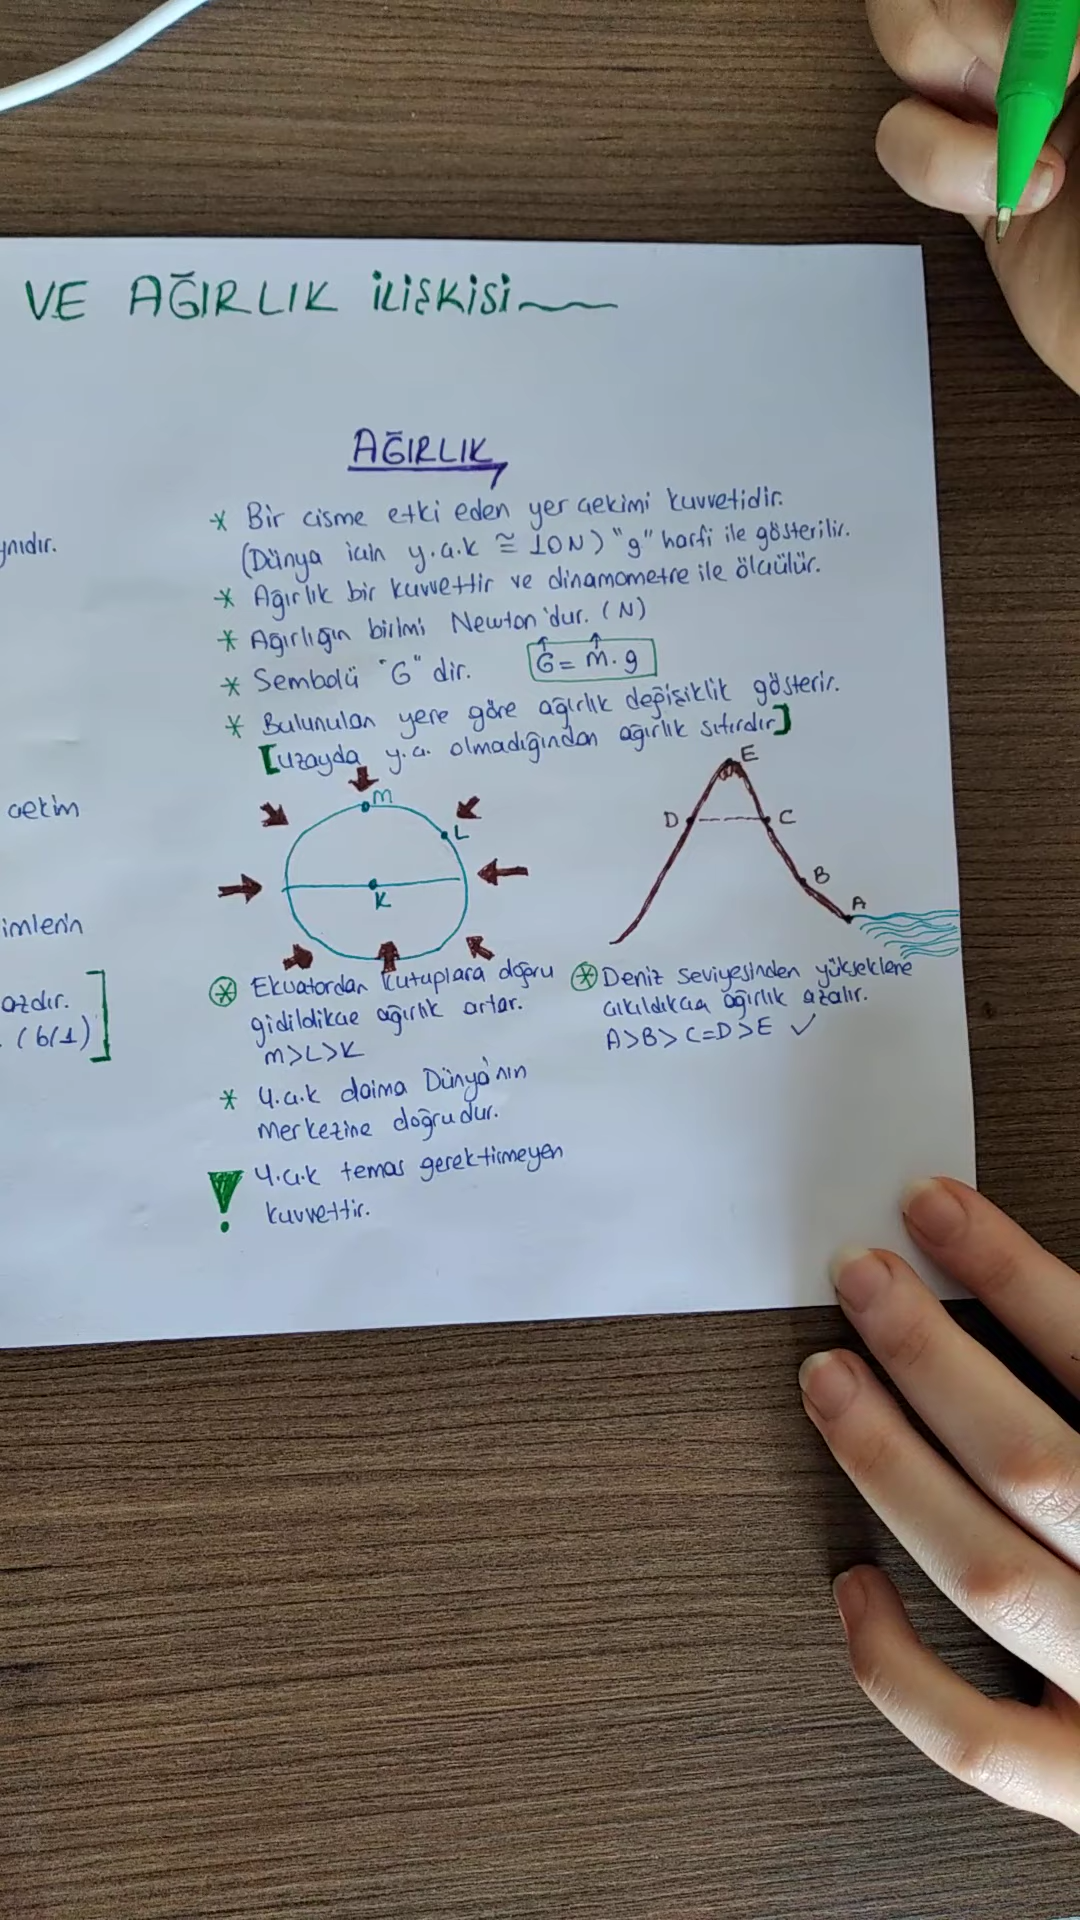 VE AĞIRLIK İLİŞKİSİ
AĞIRLIK
* Bir cisme etki eden yer çekimi kuvvetidir.
(Dünya için y.ç.k ≅ 10N) "g" harfi ile gösterilir.
* Ağırlık bir kuvvettir ve dinamometre ile ölçülür.
* Ağırlığın birimi Newton'dur. (N)
* Sembolü "G" dir.
G = m.g
* Bulunulan yere göre ağırlık değişiklik gösterir.
[uzayda y.ç. olmadığından ağırlık sıfırdır]
M
L
K
E
D
C
B
A
* Ekvatordan kutuplara doğru
gidildikçe ağırlık artar.
m>L>K
* Deniz seviyesinden yükseklere
çıkıldıkça ağırlık azalır.
A>B>C=D>E ✓
* Y.ç.k daima Dünya'nın
merkezine doğrudur.
! Y.ç.k temas gerektirmeyen
kuvvettir.
ynıdır.
çekim
imlerin
azdır.
(6/1)]